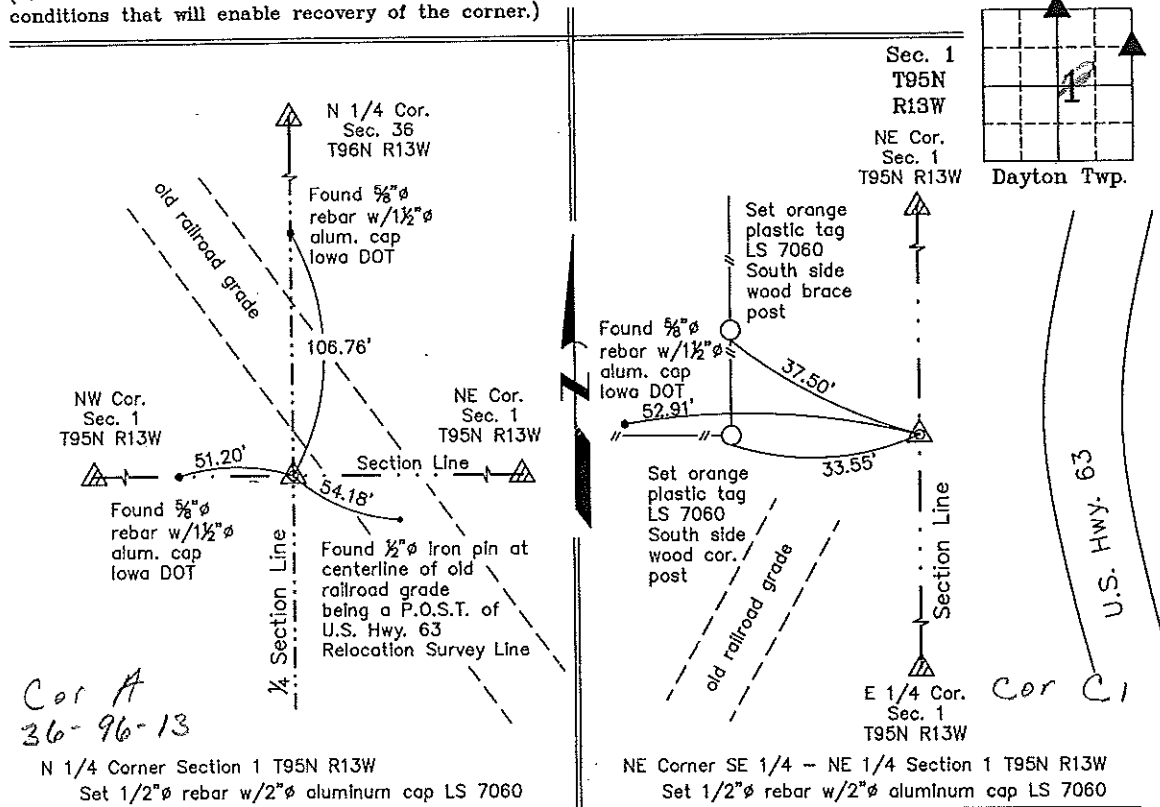 conditions that will enable recovery of the corner.)
N 1/4 Cor.
Sec. 36
T96N R13W
Found 5/8"ø
rebar w/1½"ø
alum. cap
Iowa DOT
old railroad grade
106.76'
NW Cor.
Sec. 1
T95N R13W
NE Cor.
Sec. 1
T95N R13W
51.20'
Section Line
54.18'
Found 5/8"ø
rebar w/1½"ø
alum. cap
Iowa DOT
¼ Section Line
Found ½"ø iron pin at
centerline of old
railroad grade
being a P.O.S.T. of
U.S. Hwy. 63
Relocation Survey Line
Cor A
36-96-13
N 1/4 Corner Section 1 T95N R13W
Set 1/2"ø rebar w/2"ø aluminum cap LS 7060
Sec. 1
T95N
R13W
1
Dayton Twp.
NE Cor.
Sec. 1
T95N R13W
Set orange
plastic tag
LS 7060
South side
wood brace
post
Found 5/8"ø
rebar w/1½"ø
alum. cap
Iowa DOT
37.50'
52.91'
33.55'
Set orange
plastic tag
LS 7060
South side
wood cor.
post
old railroad grade
Section Line
U.S. Hwy. 63
E 1/4 Cor.
Sec. 1
T95N R13W
Cor C1
NE Corner SE 1/4 - NE 1/4 Section 1 T95N R13W
Set 1/2"ø rebar w/2"ø aluminum cap LS 7060